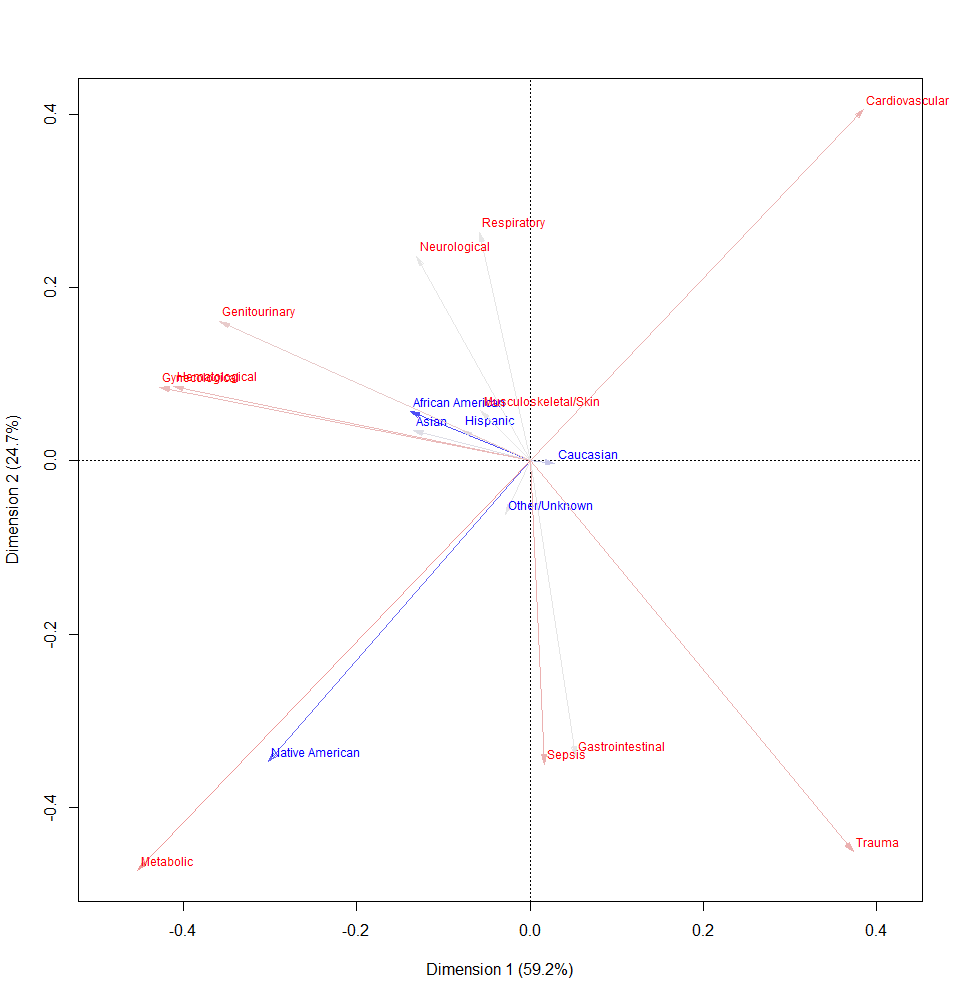 Cardiovascular
0.4
Respiratory
Neurological
0.2
Genitourinary
Gynecological
Hematological
African American
Musculoskeletal/Skin
Asian
Hispanic
Caucasian
0.0
Other/Unknown
Dimension 2 (24.7%)
-0.2
Gastrointestinal
Sepsis
Native American
-0.4
Trauma
Metabolic
-0.4
-0.2
0.0
0.2
0.4
Dimension 1 (59.2%)